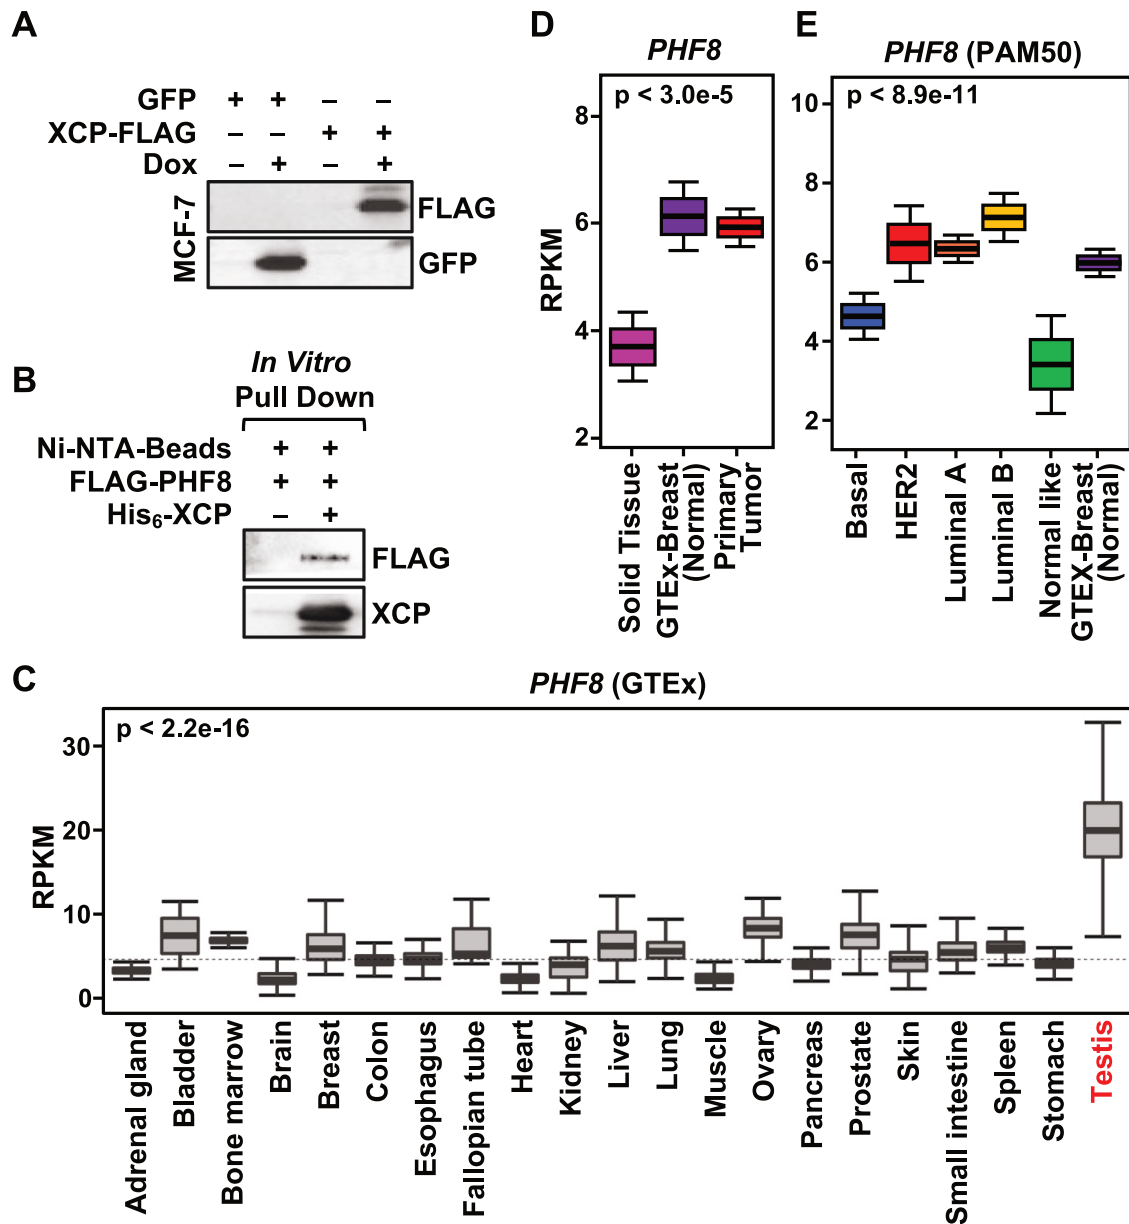 A
GFP + + – –
XCP-FLAG – – + +
Dox – + – +
MCF-7
FLAG
GFP
B
In Vitro
Pull Down
Ni-NTA-Beads + +
FLAG-PHF8 + +
His6-XCP – +
FLAG
XCP
D
PHF8
p < 3.0e-5
RPKM
8
6
4
2
Solid Tissue
GTEx-Breast
(Normal)
Primary
Tumor
E
PHF8 (PAM50)
p < 8.9e-11
10
8
6
4
2
Basal
HER2
Luminal A
Luminal B
Normal like
GTEX-Breast
(Normal)
C
PHF8 (GTEx)
p < 2.2e-16
RPKM
30
20
10
0
Adrenal gland
Bladder
Bone marrow
Brain
Breast
Colon
Esophagus
Fallopian tube
Heart
Kidney
Liver
Lung
Muscle
Ovary
Pancreas
Prostate
Skin
Small intestine
Spleen
Stomach
Testis